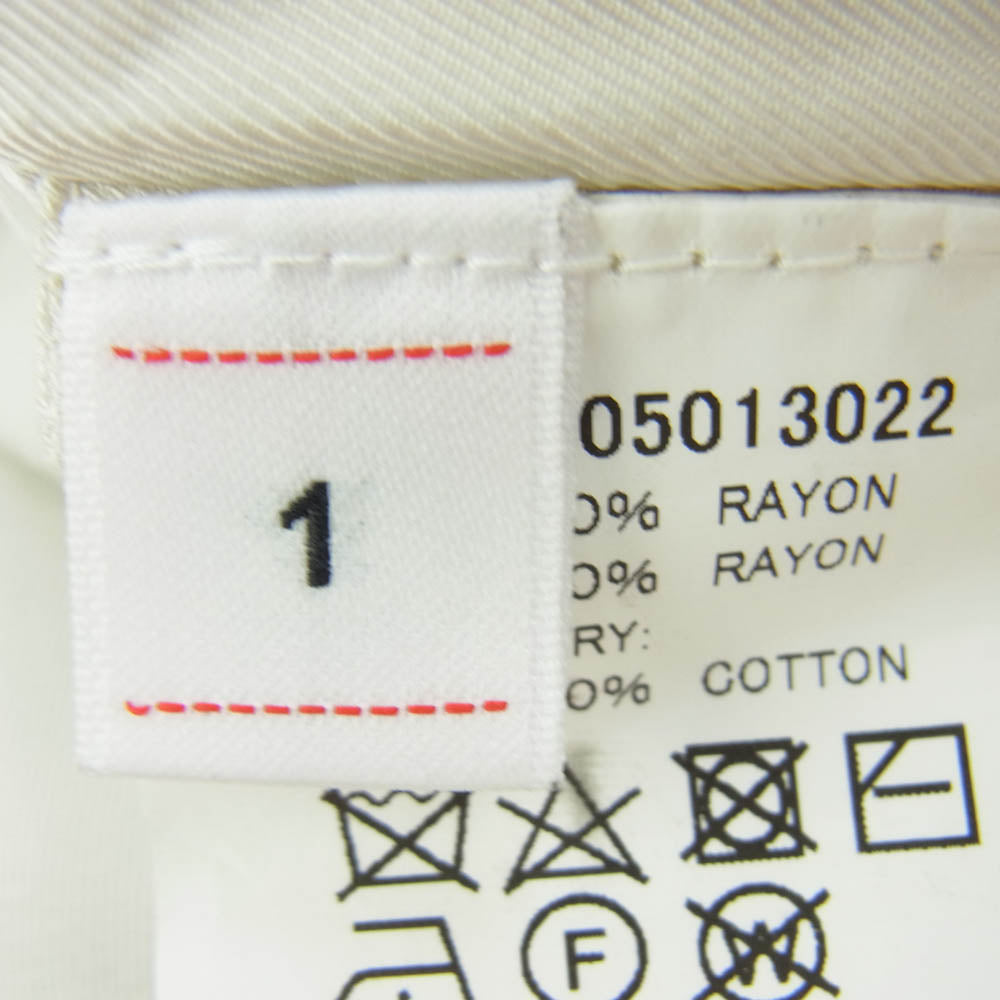 1
05013022
0% RAYON
0% RAYON
RY:
0% COTTON
F
W